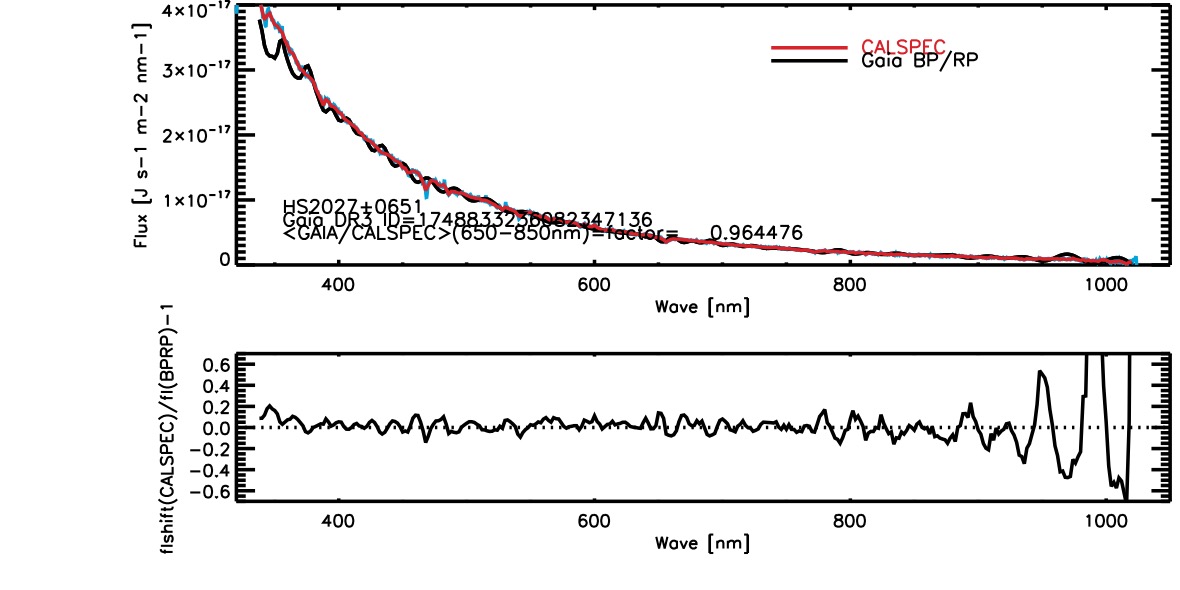 4×10−17
3×10−17
2×10−17
1×10−17
0
Flux [J s−1 m−2 nm−1]
CALSPEC
Gaia BP/RP
HS2027+0651
Gaia DR3 ID=1748833256082347136
<GAIA/CALSPEC>(650−850nm)=factor= 0.964476
400 600 800 1000
Wave [nm]
flshift(CALSPEC)/fl(BPRP)−1
0.6
0.4
0.2
0.0
−0.2
−0.4
−0.6
400 600 800 1000
Wave [nm]